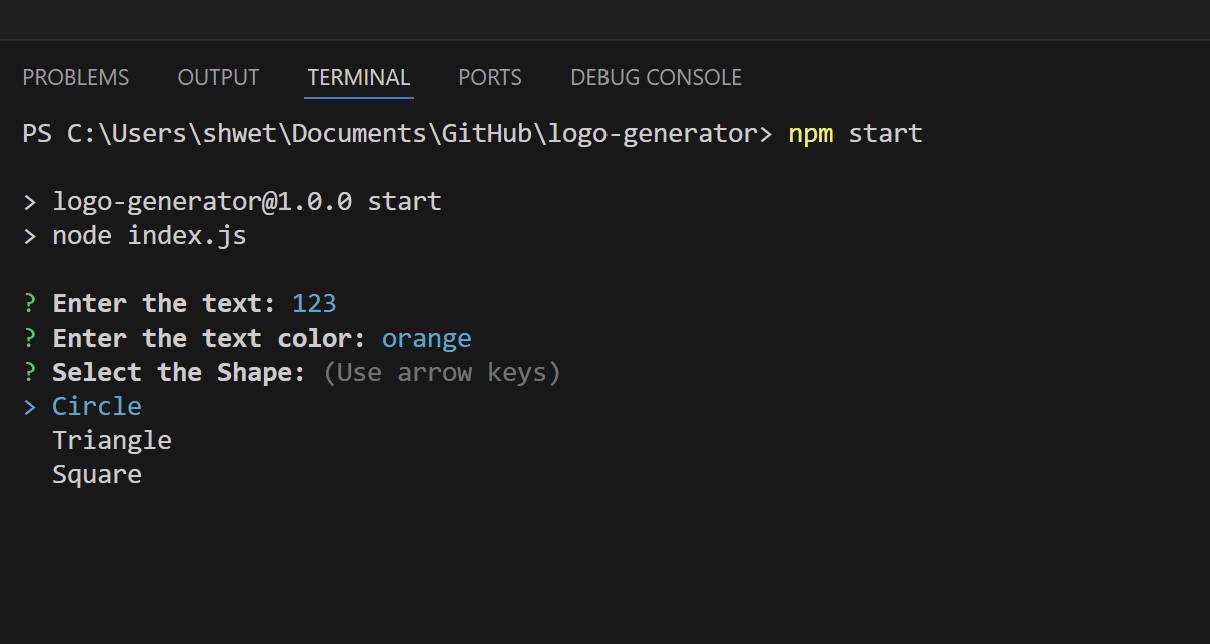 PROBLEMS OUTPUT TERMINAL PORTS DEBUG CONSOLE
PS C:\Users\shwet\Documents\GitHub\logo-generator> npm start
> logo-generator@1.0.0 start
> node index.js
? Enter the text: 123
? Enter the text color: orange
? Select the Shape: (Use arrow keys)
> Circle
Triangle
Square